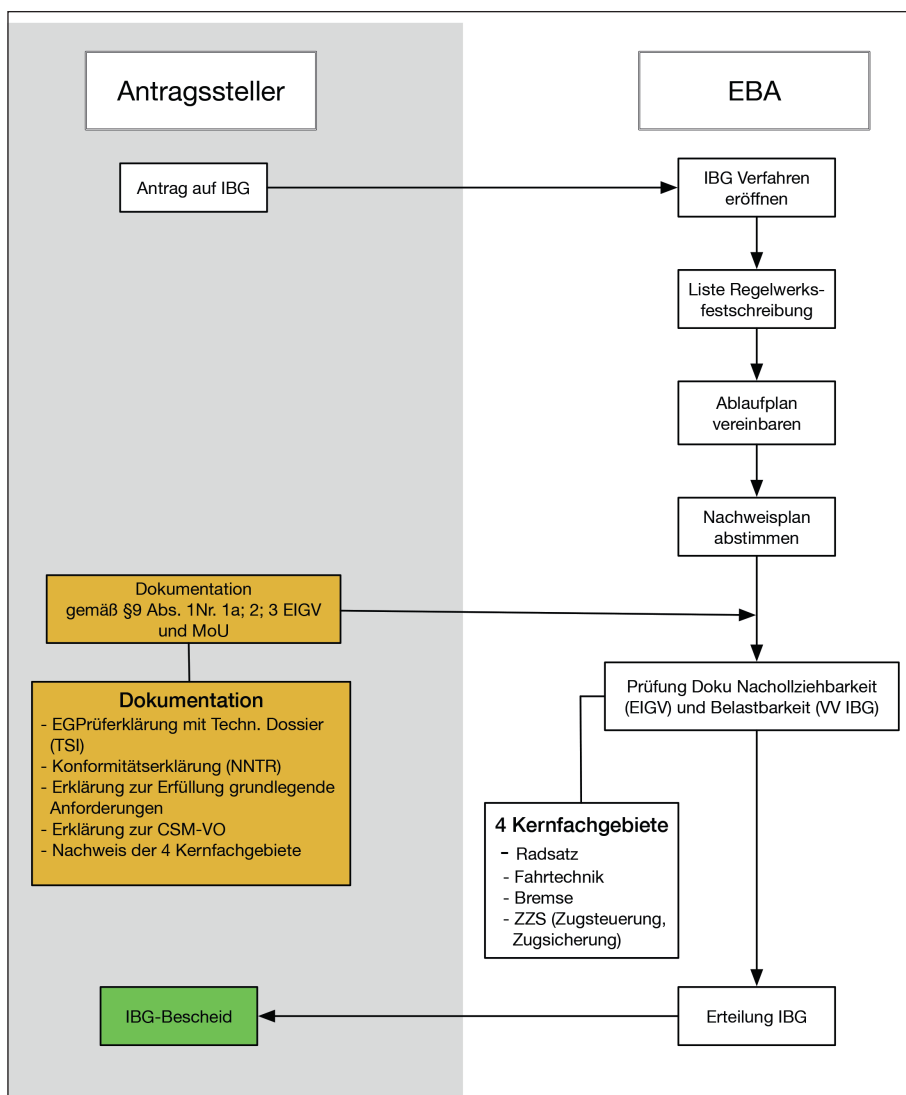 Antragssteller
EBA
Antrag auf IBG
IBG Verfahren
eröffnen
Liste Regelwerks-
festschreibung
Ablaufplan
vereinbaren
Nachweisplan
abstimmen
Dokumentation
gemäß §9 Abs. 1Nr. 1a; 2; 3 EIGV
und MoU
Dokumentation
- EGPrüferklärung mit Techn. Dossier
(TSI)
- Konformitätserklärung (NNTR)
- Erklärung zur Erfüllung grundlegende
Anforderungen
- Erklärung zur CSM-VO
- Nachweis der 4 Kernfachgebiete
Prüfung Doku Nachollziehbarkeit
(EIGV) und Belastbarkeit (VV IBG)
4 Kernfachgebiete
- Radsatz
- Fahrtechnik
- Bremse
- ZZS (Zugsteuerung,
Zugsicherung)
IBG-Bescheid
Erteilung IBG